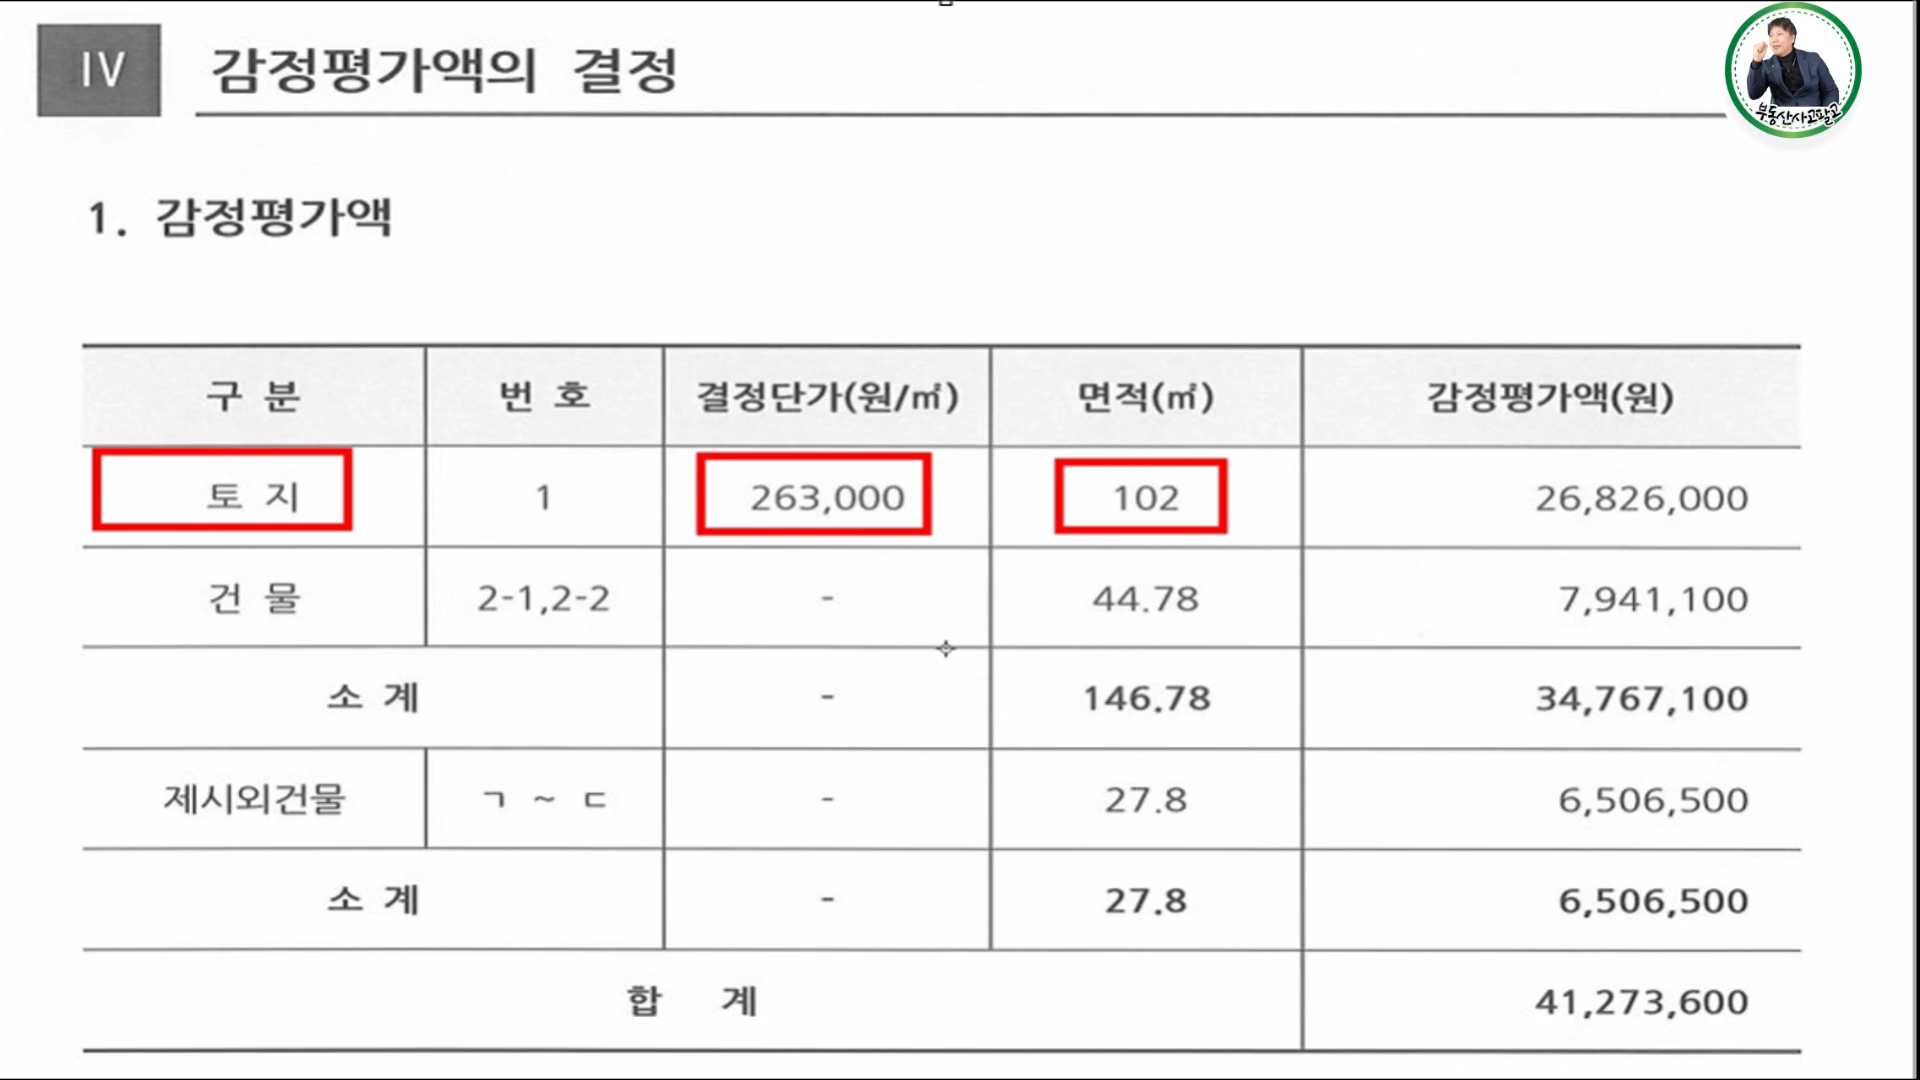 IV 감정평가액의 결정
부동산사고팔고
1. 감정평가액
구 분 번 호 결정단가(원/㎡) 면적(㎡) 감정평가액(원)
토 지 1 263,000 102 26,826,000
건 물 2-1,2-2 - 44.78 7,941,100
소 계 - 146.78 34,767,100
제시외건물 ㄱ ~ ㄷ - 27.8 6,506,500
소 계 - 27.8 6,506,500
합 계 41,273,600